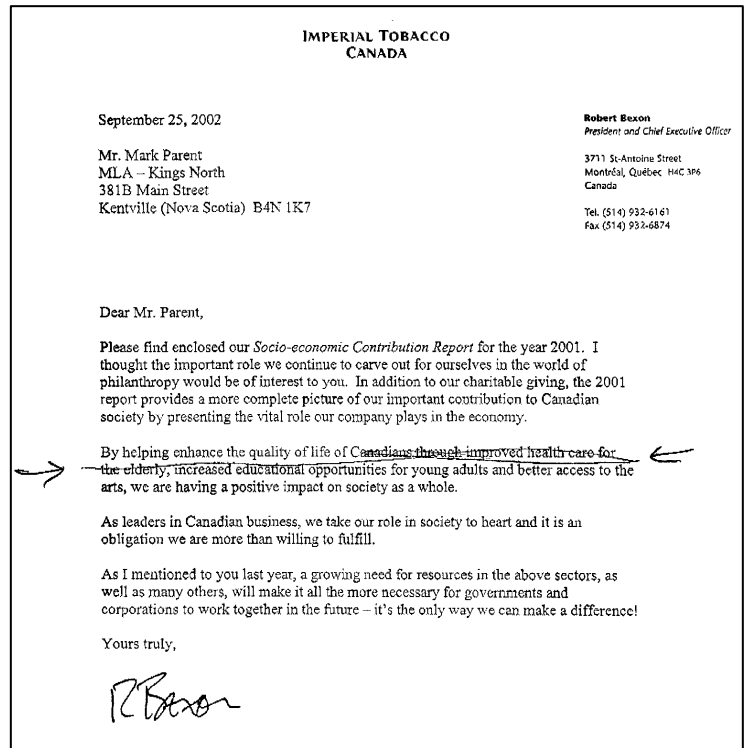 IMPERIAL TOBACCO
CANADA
September 25, 2002
Mr. Mark Parent
MLA – Kings North
381B Main Street
Kentville (Nova Scotia) B4N 1K7
Robert Bexon
President and Chief Executive Officer
3711 St-Antoine Street
Montréal, Québec H4C 3P6
Canada
Tel. (514) 932-6161
Fax (514) 932-6874
Dear Mr. Parent,
Please find enclosed our Socio-economic Contribution Report for the year 2001. I
thought the important role we continue to carve out for ourselves in the world of
philanthropy would be of interest to you. In addition to our charitable giving, the 2001
report provides a more complete picture of our important contribution to Canadian
society by presenting the vital role our company plays in the economy.
By helping enhance the quality of life of Canadians through improved health care for
the elderly, increased educational opportunities for young adults and better access to the
arts, we are having a positive impact on society as a whole.
As leaders in Canadian business, we take our role in society to heart and it is an
obligation we are more than willing to fulfill.
As I mentioned to you last year, a growing need for resources in the above sectors, as
well as many others, will make it all the more necessary for governments and
corporations to work together in the future – it's the only way we can make a difference!
Yours truly,
R Bexon